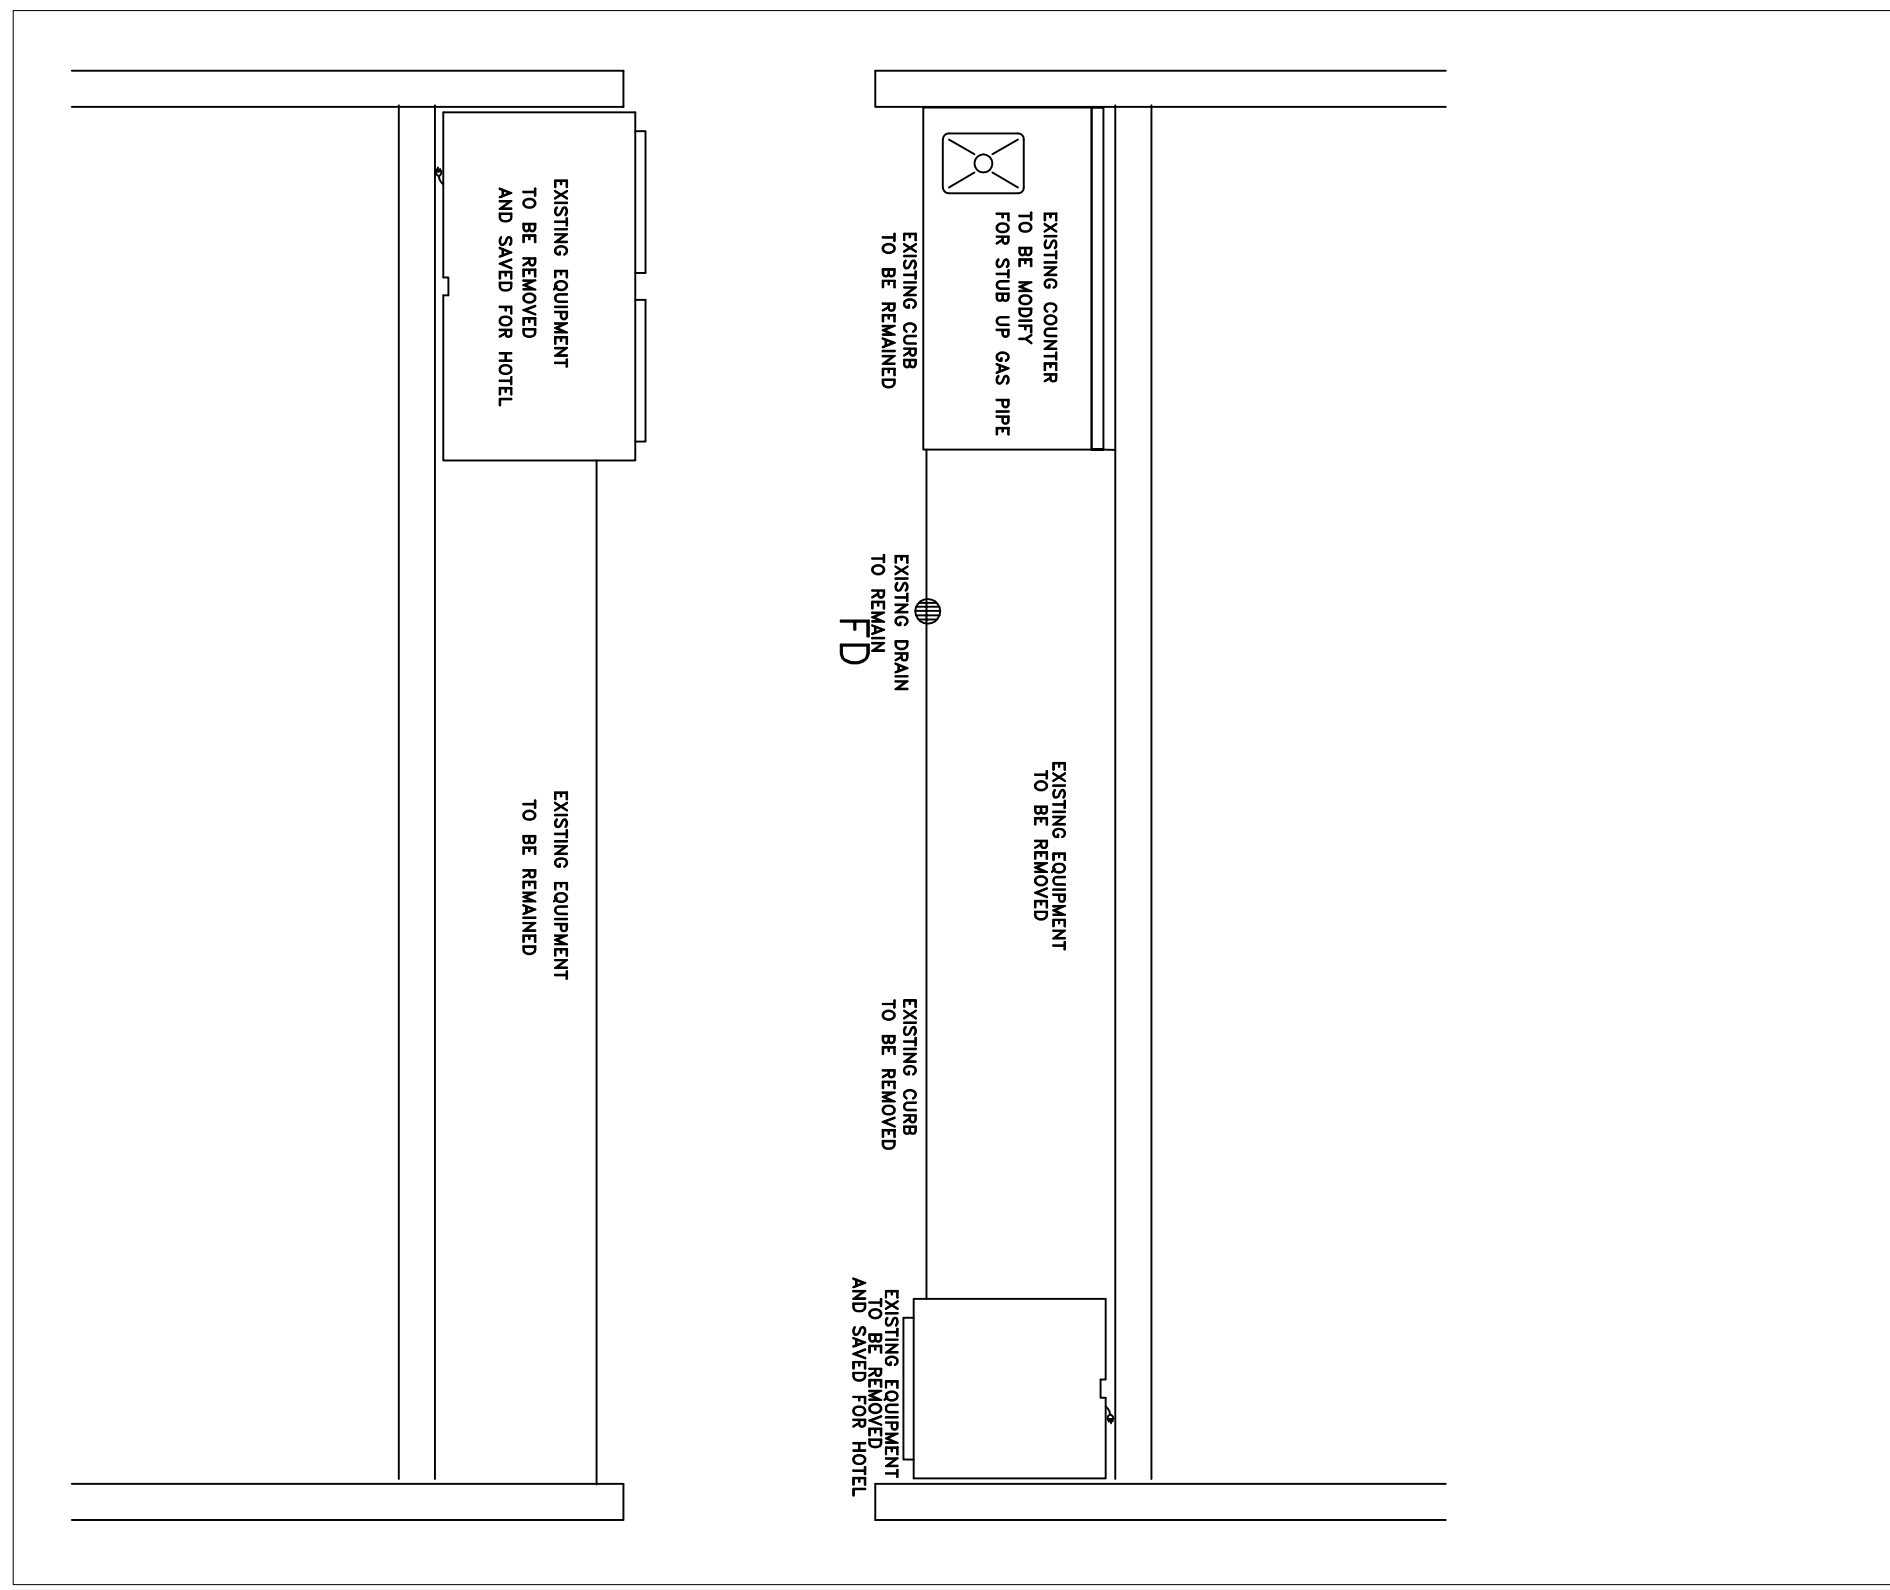 EXISTING EQUIPMENT
TO BE REMOVED
AND SAVED FOR HOTEL
EXISTING CURB
TO BE REMAINED
EXISTING COUNTER
TO BE MODIFY
FOR STUB UP GAS PIPE
EXISTNG DRAIN
TO REMAIN
FD
EXISTING EQUIPMENT
TO BE REMAINED
EXISTING EQUIPMENT
TO BE REMOVED
EXISTING CURB
TO BE REMOVED
EXISTING EQUIPMENT
TO BE REMOVED
AND SAVED FOR HOTEL